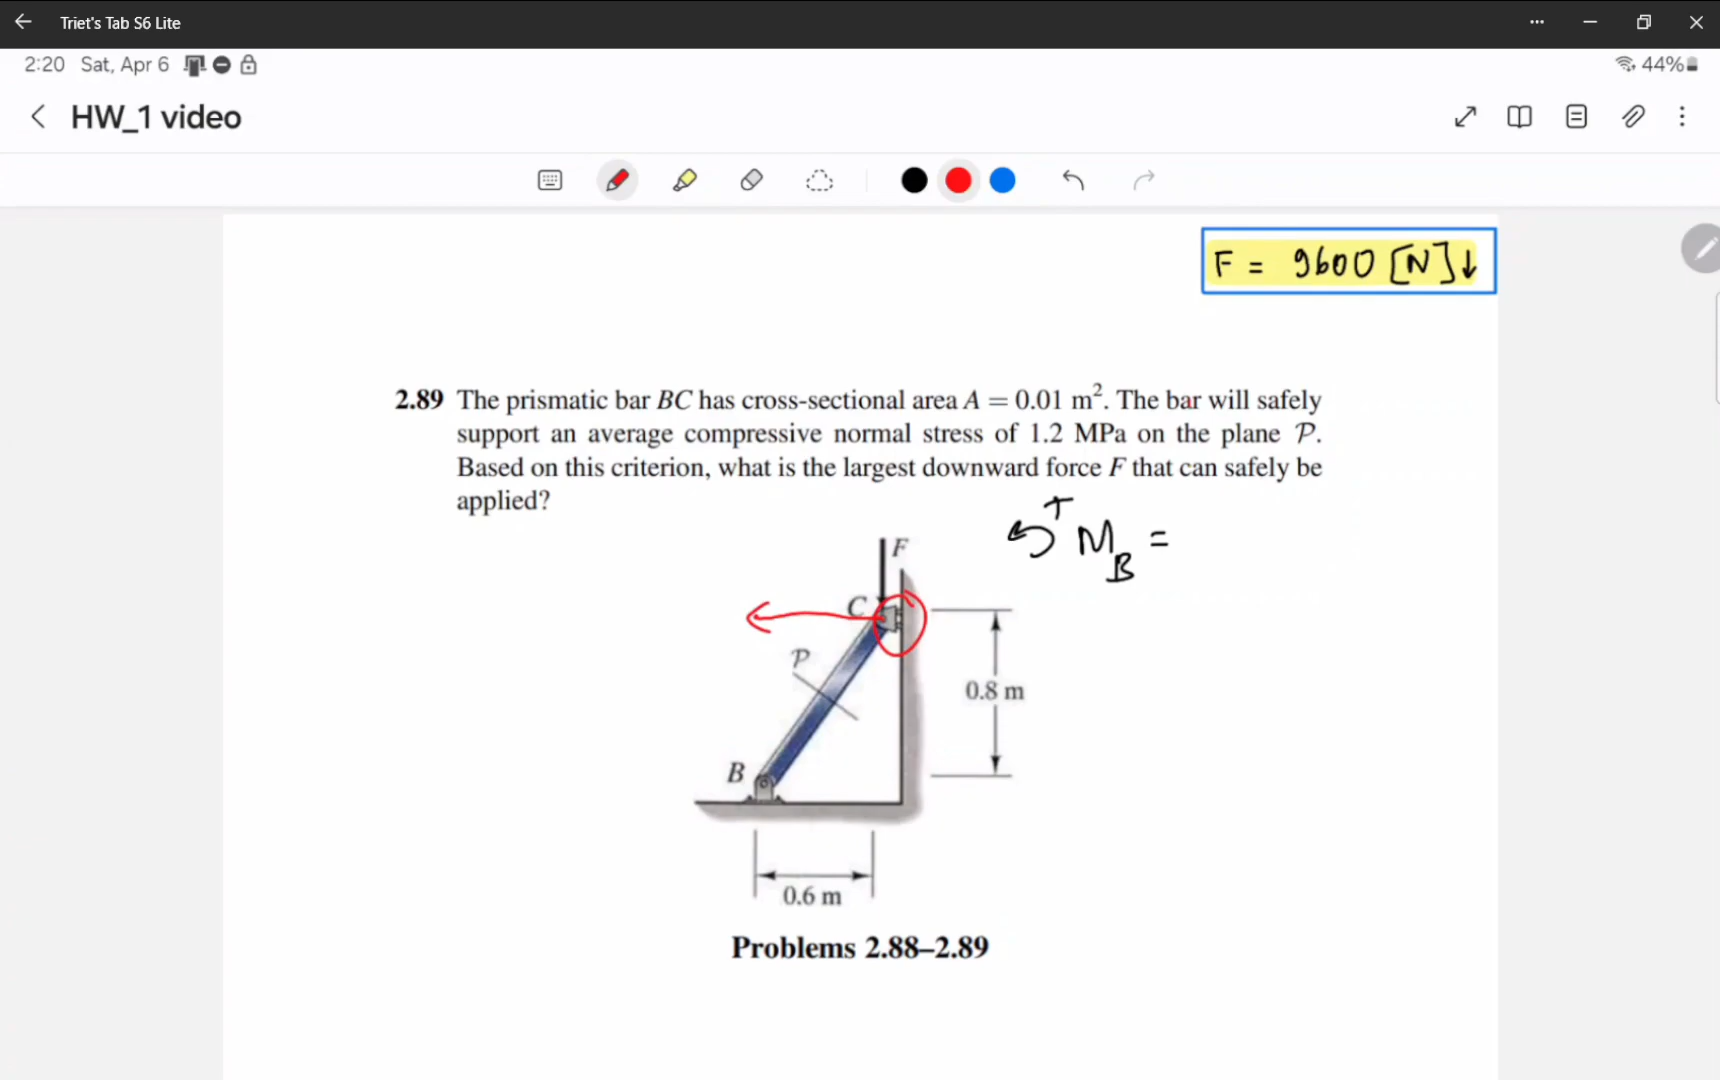 Triet's Tab S6 Lite
2:20 Sat, Apr 6
44%
HW_1 video
F = 9600 [N]↓
2.89 The prismatic bar BC has cross-sectional area A = 0.01 m². The bar will safely
support an average compressive normal stress of 1.2 MPa on the plane 𝒫.
Based on this criterion, what is the largest downward force F that can safely be
applied?
↺+ M_B =
F
C
𝒫
0.8 m
B
0.6 m
Problems 2.88–2.89